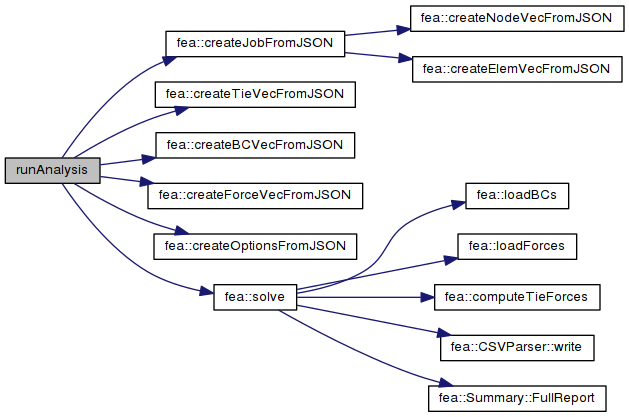 runAnalysis
fea::createJobFromJSON
fea::createNodeVecFromJSON
fea::createElemVecFromJSON
fea::createTieVecFromJSON
fea::createBCVecFromJSON
fea::createForceVecFromJSON
fea::createOptionsFromJSON
fea::solve
fea::loadBCs
fea::loadForces
fea::computeTieForces
fea::CSVParser::write
fea::Summary::FullReport